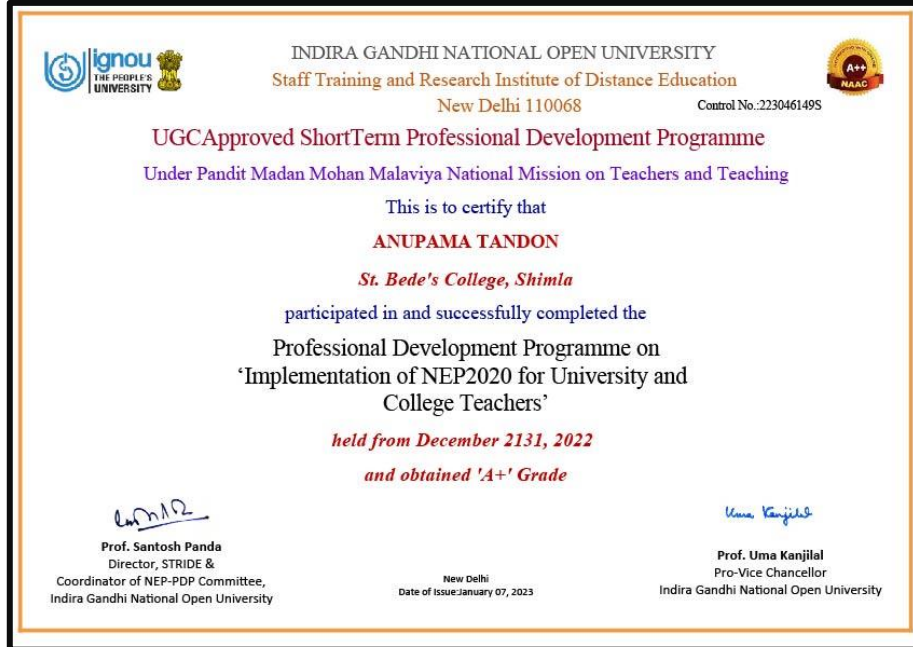 ignou
THE PEOPLE'S
UNIVERSITY
INDIRA GANDHI NATIONAL OPEN UNIVERSITY
Staff Training and Research Institute of Distance Education
New Delhi 110068
Control No.:223046149S
A++
NAAC
UGCApproved ShortTerm Professional Development Programme
Under Pandit Madan Mohan Malaviya National Mission on Teachers and Teaching
This is to certify that
ANUPAMA TANDON
St. Bede's College, Shimla
participated in and successfully completed the
Professional Development Programme on
‘Implementation of NEP2020 for University and
College Teachers’
held from December 2131, 2022
and obtained 'A+' Grade
Prof. Santosh Panda
Director, STRIDE &
Coordinator of NEP-PDP Committee,
Indira Gandhi National Open University
New Delhi
Date of Issue:January 07, 2023
Uma Kanjilal
Prof. Uma Kanjilal
Pro-Vice Chancellor
Indira Gandhi National Open University